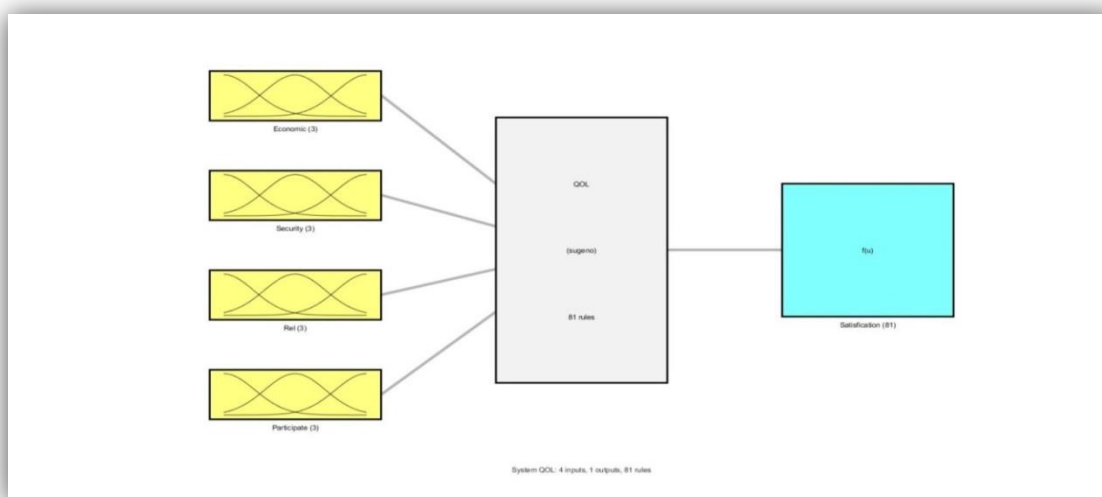 Economic (3)
Security (3)
Rel (3)
Participate (3)
QOL
(sugeno)
81 rules
f(u)
Satisfication (81)
System QOL: 4 inputs, 1 outputs, 81 rules